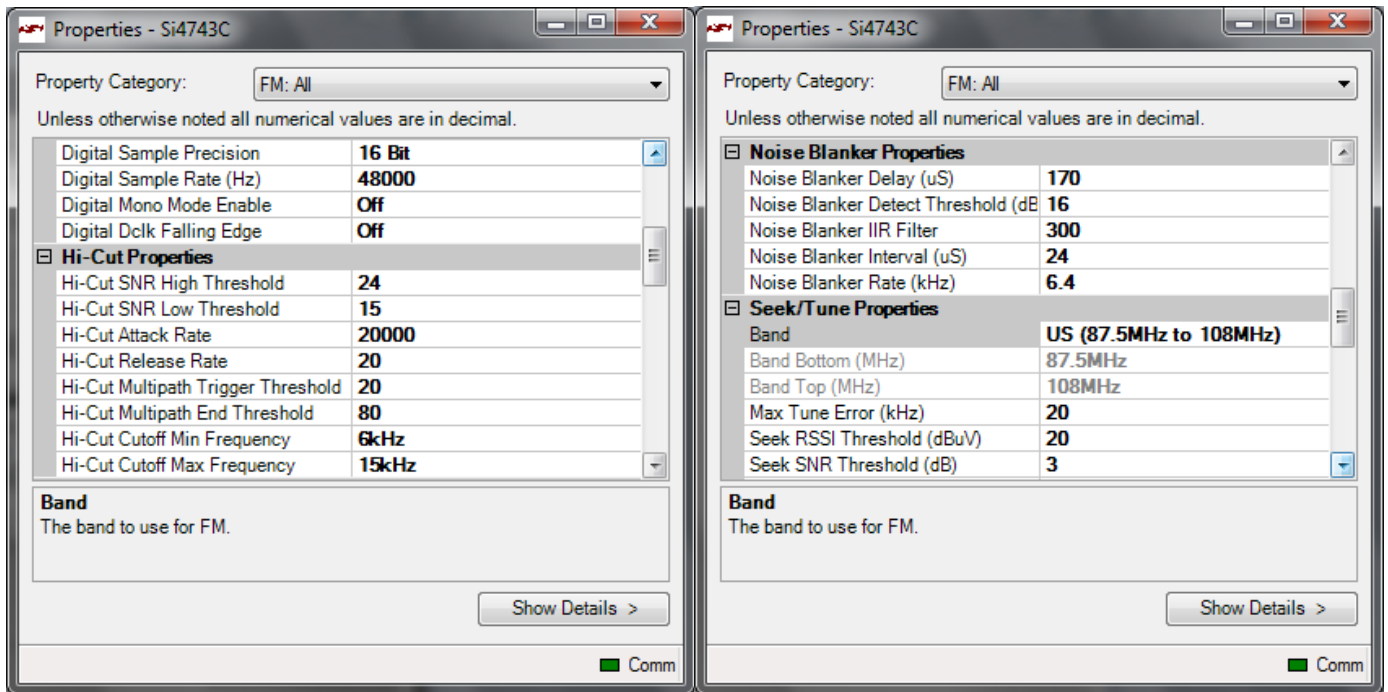 Properties - Si4743C
Property Category: FM: All
Unless otherwise noted all numerical values are in decimal.
Digital Sample Precision 16 Bit
Digital Sample Rate (Hz) 48000
Digital Mono Mode Enable Off
Digital Dclk Falling Edge Off
Hi-Cut Properties
Hi-Cut SNR High Threshold 24
Hi-Cut SNR Low Threshold 15
Hi-Cut Attack Rate 20000
Hi-Cut Release Rate 20
Hi-Cut Multipath Trigger Threshold 20
Hi-Cut Multipath End Threshold 80
Hi-Cut Cutoff Min Frequency 6kHz
Hi-Cut Cutoff Max Frequency 15kHz
Band
The band to use for FM.
Show Details >
Comm
Properties - Si4743C
Property Category: FM: All
Unless otherwise noted all numerical values are in decimal.
Noise Blanker Properties
Noise Blanker Delay (uS) 170
Noise Blanker Detect Threshold (dB 16
Noise Blanker IIR Filter 300
Noise Blanker Interval (uS) 24
Noise Blanker Rate (kHz) 6.4
Seek/Tune Properties
Band US (87.5MHz to 108MHz)
Band Bottom (MHz) 87.5MHz
Band Top (MHz) 108MHz
Max Tune Error (kHz) 20
Seek RSSI Threshold (dBuV) 20
Seek SNR Threshold (dB) 3
Band
The band to use for FM.
Show Details >
Comm